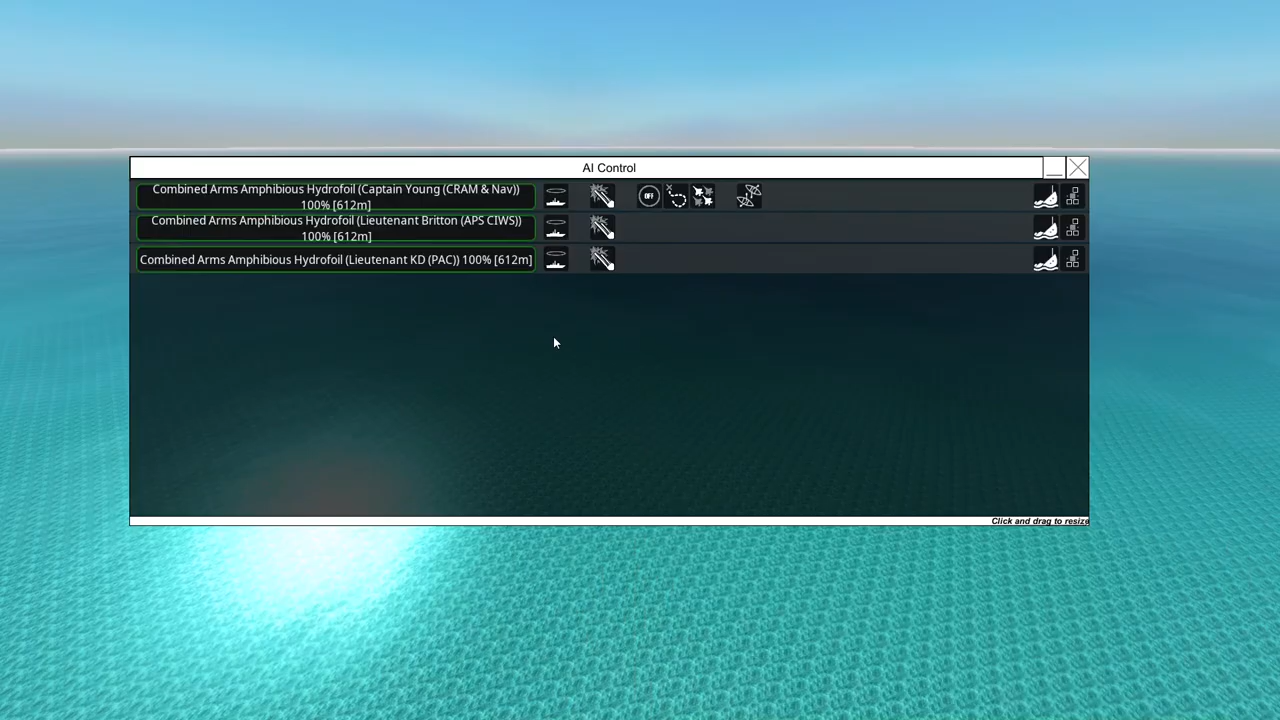 AI Control
Combined Arms Amphibious Hydrofoil (Captain Young (CRAM & Nav))
100% [612m]
OFF
Combined Arms Amphibious Hydrofoil (Lieutenant Britton (APS CIWS))
100% [612m]
Combined Arms Amphibious Hydrofoil (Lieutenant KD (PAC)) 100% [612m]
Click and drag to resize